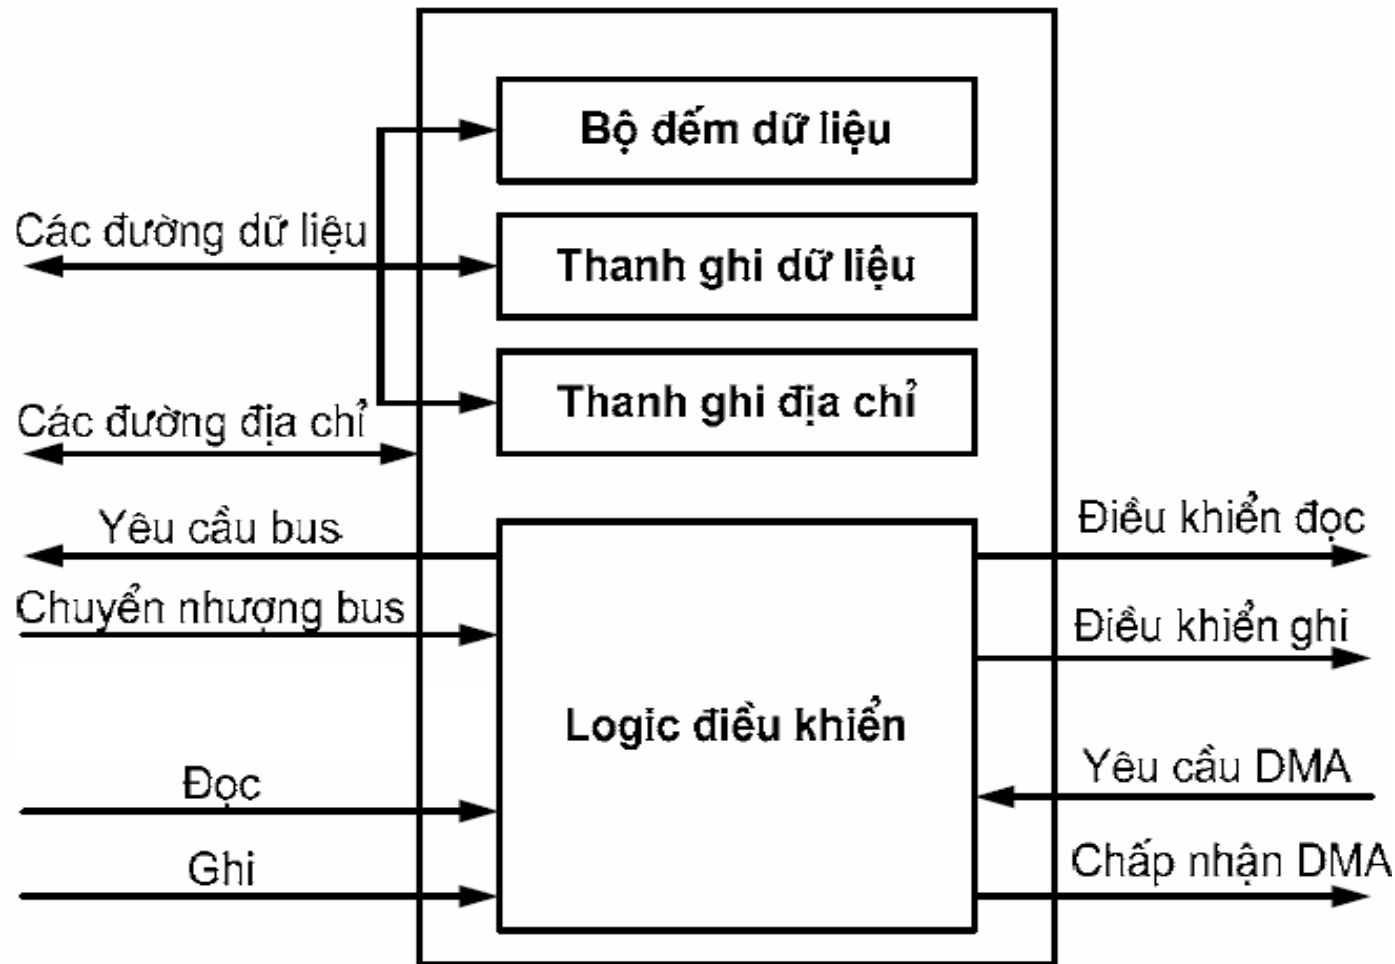 Bộ đếm dữ liệu
Các đường dữ liệu
Thanh ghi dữ liệu
Thanh ghi địa chỉ
Các đường địa chỉ
Yêu cầu bus
Điều khiển đọc
Chuyển nhượng bus
Điều khiển ghi
Logic điều khiển
Đọc
Yêu cầu DMA
Ghi
Chấp nhận DMA